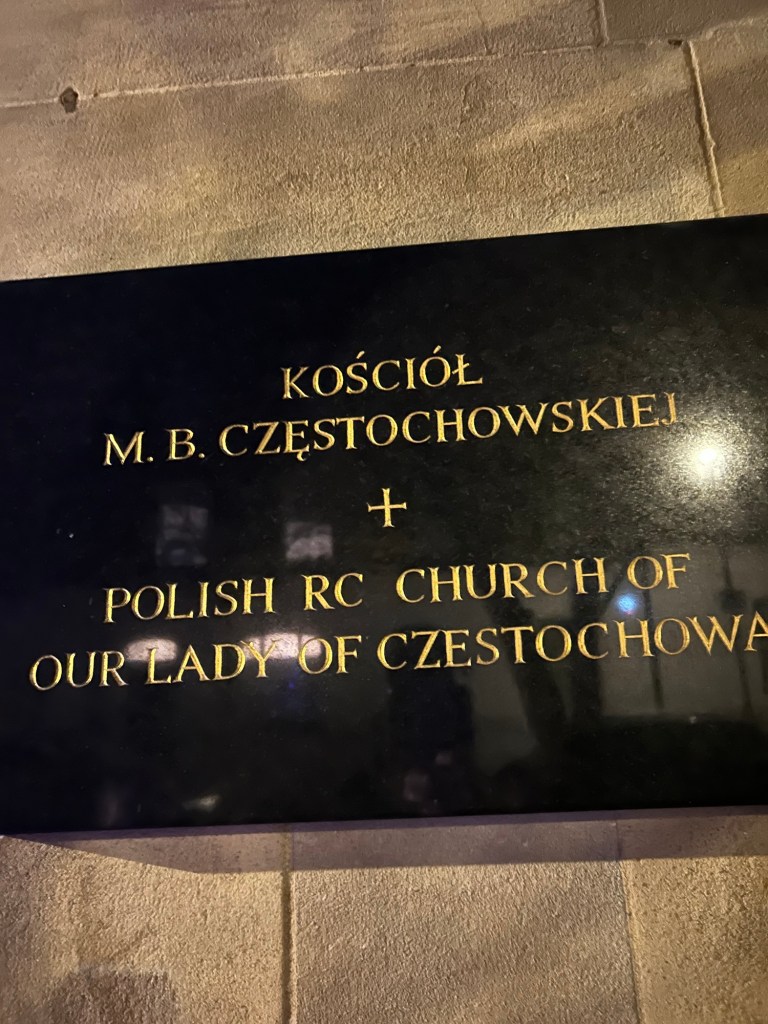 KOŚCIÓŁ
M. B. CZĘSTOCHOWSKIEJ
POLISH RC CHURCH OF
OUR LADY OF CZESTOCHOWA